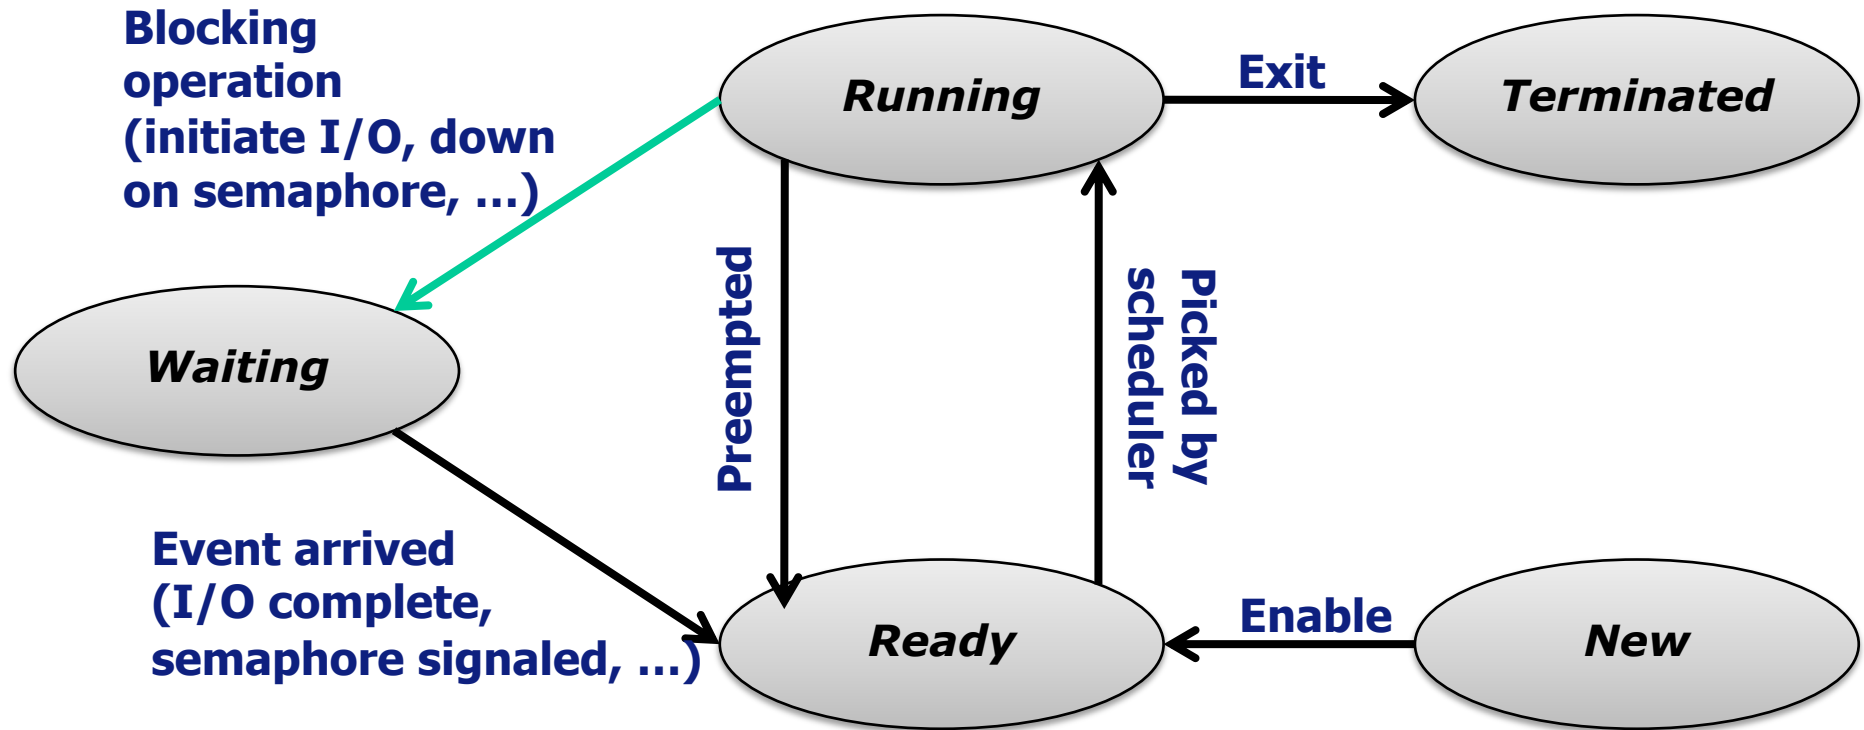 Blocking
operation
(initiate I/O, down
on semaphore, ...)
Running
Exit
Terminated
Waiting
Preempted
Picked by
scheduler
Event arrived
(I/O complete,
semaphore signaled, ...)
Ready
Enable
New